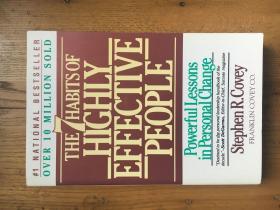 #1 NATIONAL BESTSELLER
OVER 10 MILLION SOLD
THE 7 HABITS OF
HIGHLY
EFFECTIVE
PEOPLE
Powerful Lessons
in Personal Change
Stephen R. Covey
FRANKLIN COVEY CO.